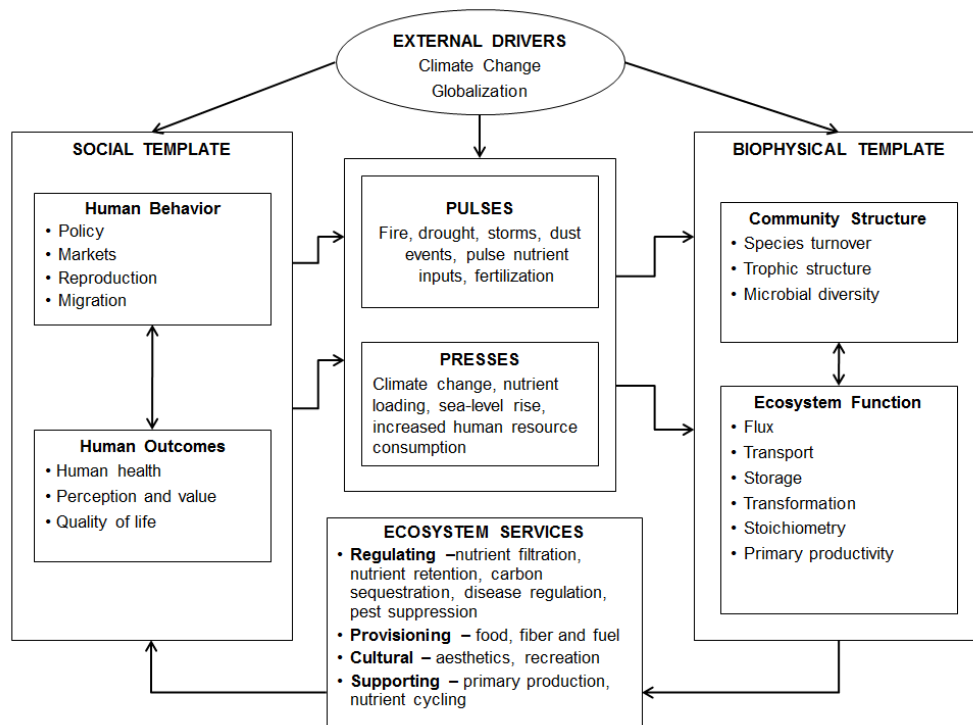 EXTERNAL DRIVERS
Climate Change
Globalization
SOCIAL TEMPLATE
Human Behavior
• Policy
• Markets
• Reproduction
• Migration
Human Outcomes
• Human health
• Perception and value
• Quality of life
PULSES
Fire, drought, storms, dust
events, pulse nutrient
inputs, fertilization
PRESSES
Climate change, nutrient
loading, sea-level rise,
increased human resource
consumption
BIOPHYSICAL TEMPLATE
Community Structure
• Species turnover
• Trophic structure
• Microbial diversity
Ecosystem Function
• Flux
• Transport
• Storage
• Transformation
• Stoichiometry
• Primary productivity
ECOSYSTEM SERVICES
• Regulating –nutrient filtration,
nutrient retention, carbon
sequestration, disease regulation,
pest suppression
• Provisioning – food, fiber and fuel
• Cultural – aesthetics, recreation
• Supporting – primary production,
nutrient cycling